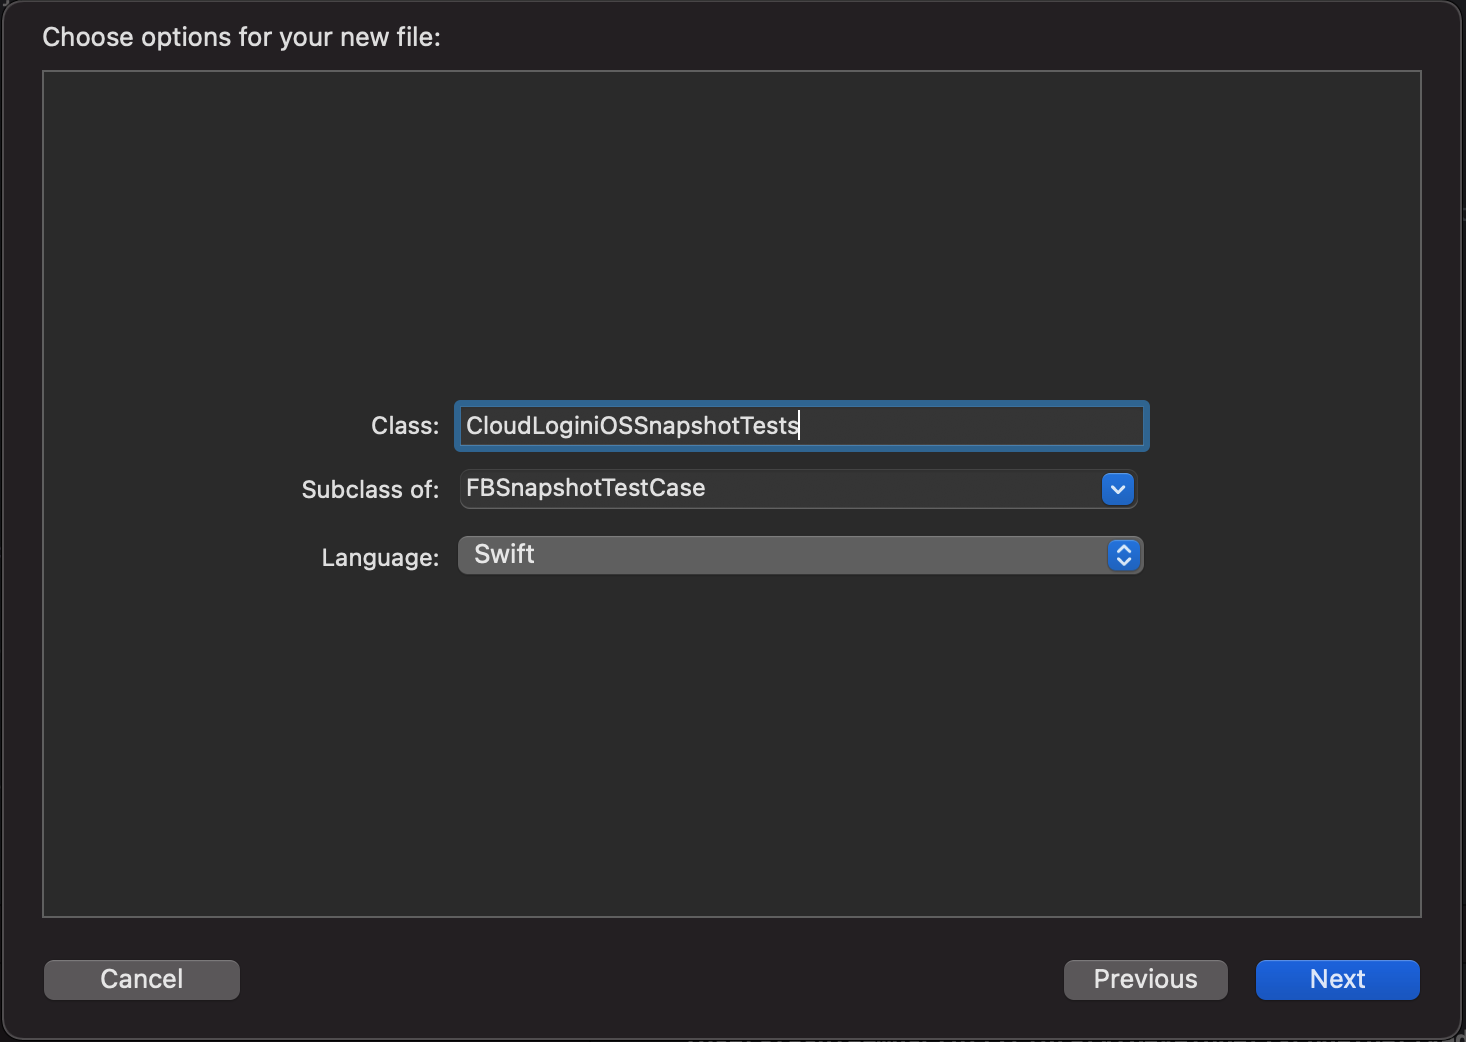 Choose options for your new file:
Class: CloudLoginiOSSnapshotTests
Subclass of: FBSnapshotTestCase
Language: Swift
Cancel Previous Next